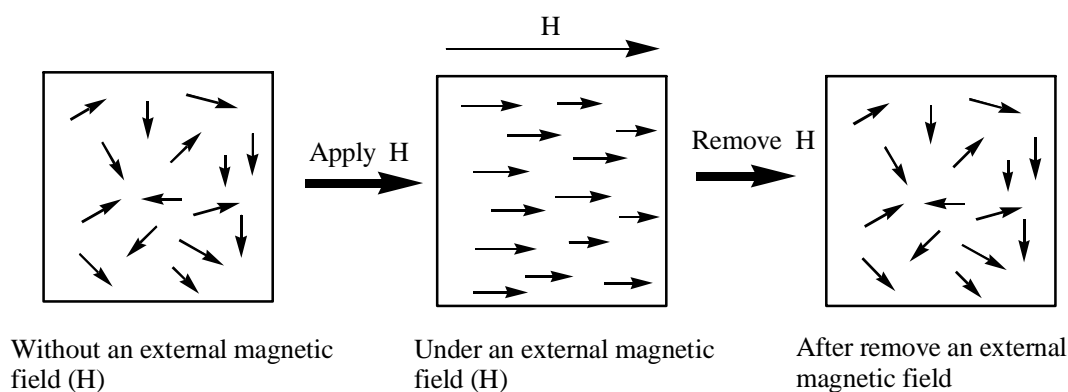 H
Apply H
Remove H
Without an external magnetic
field (H)
Under an external magnetic
field (H)
After remove an external
magnetic field